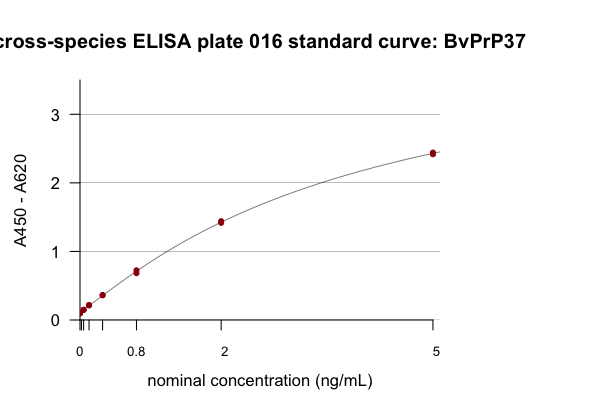 cross-species ELISA plate 016 standard curve: BvPrP37
3
2
1
0
A450 - A620
0 0.8 2 5
nominal concentration (ng/mL)